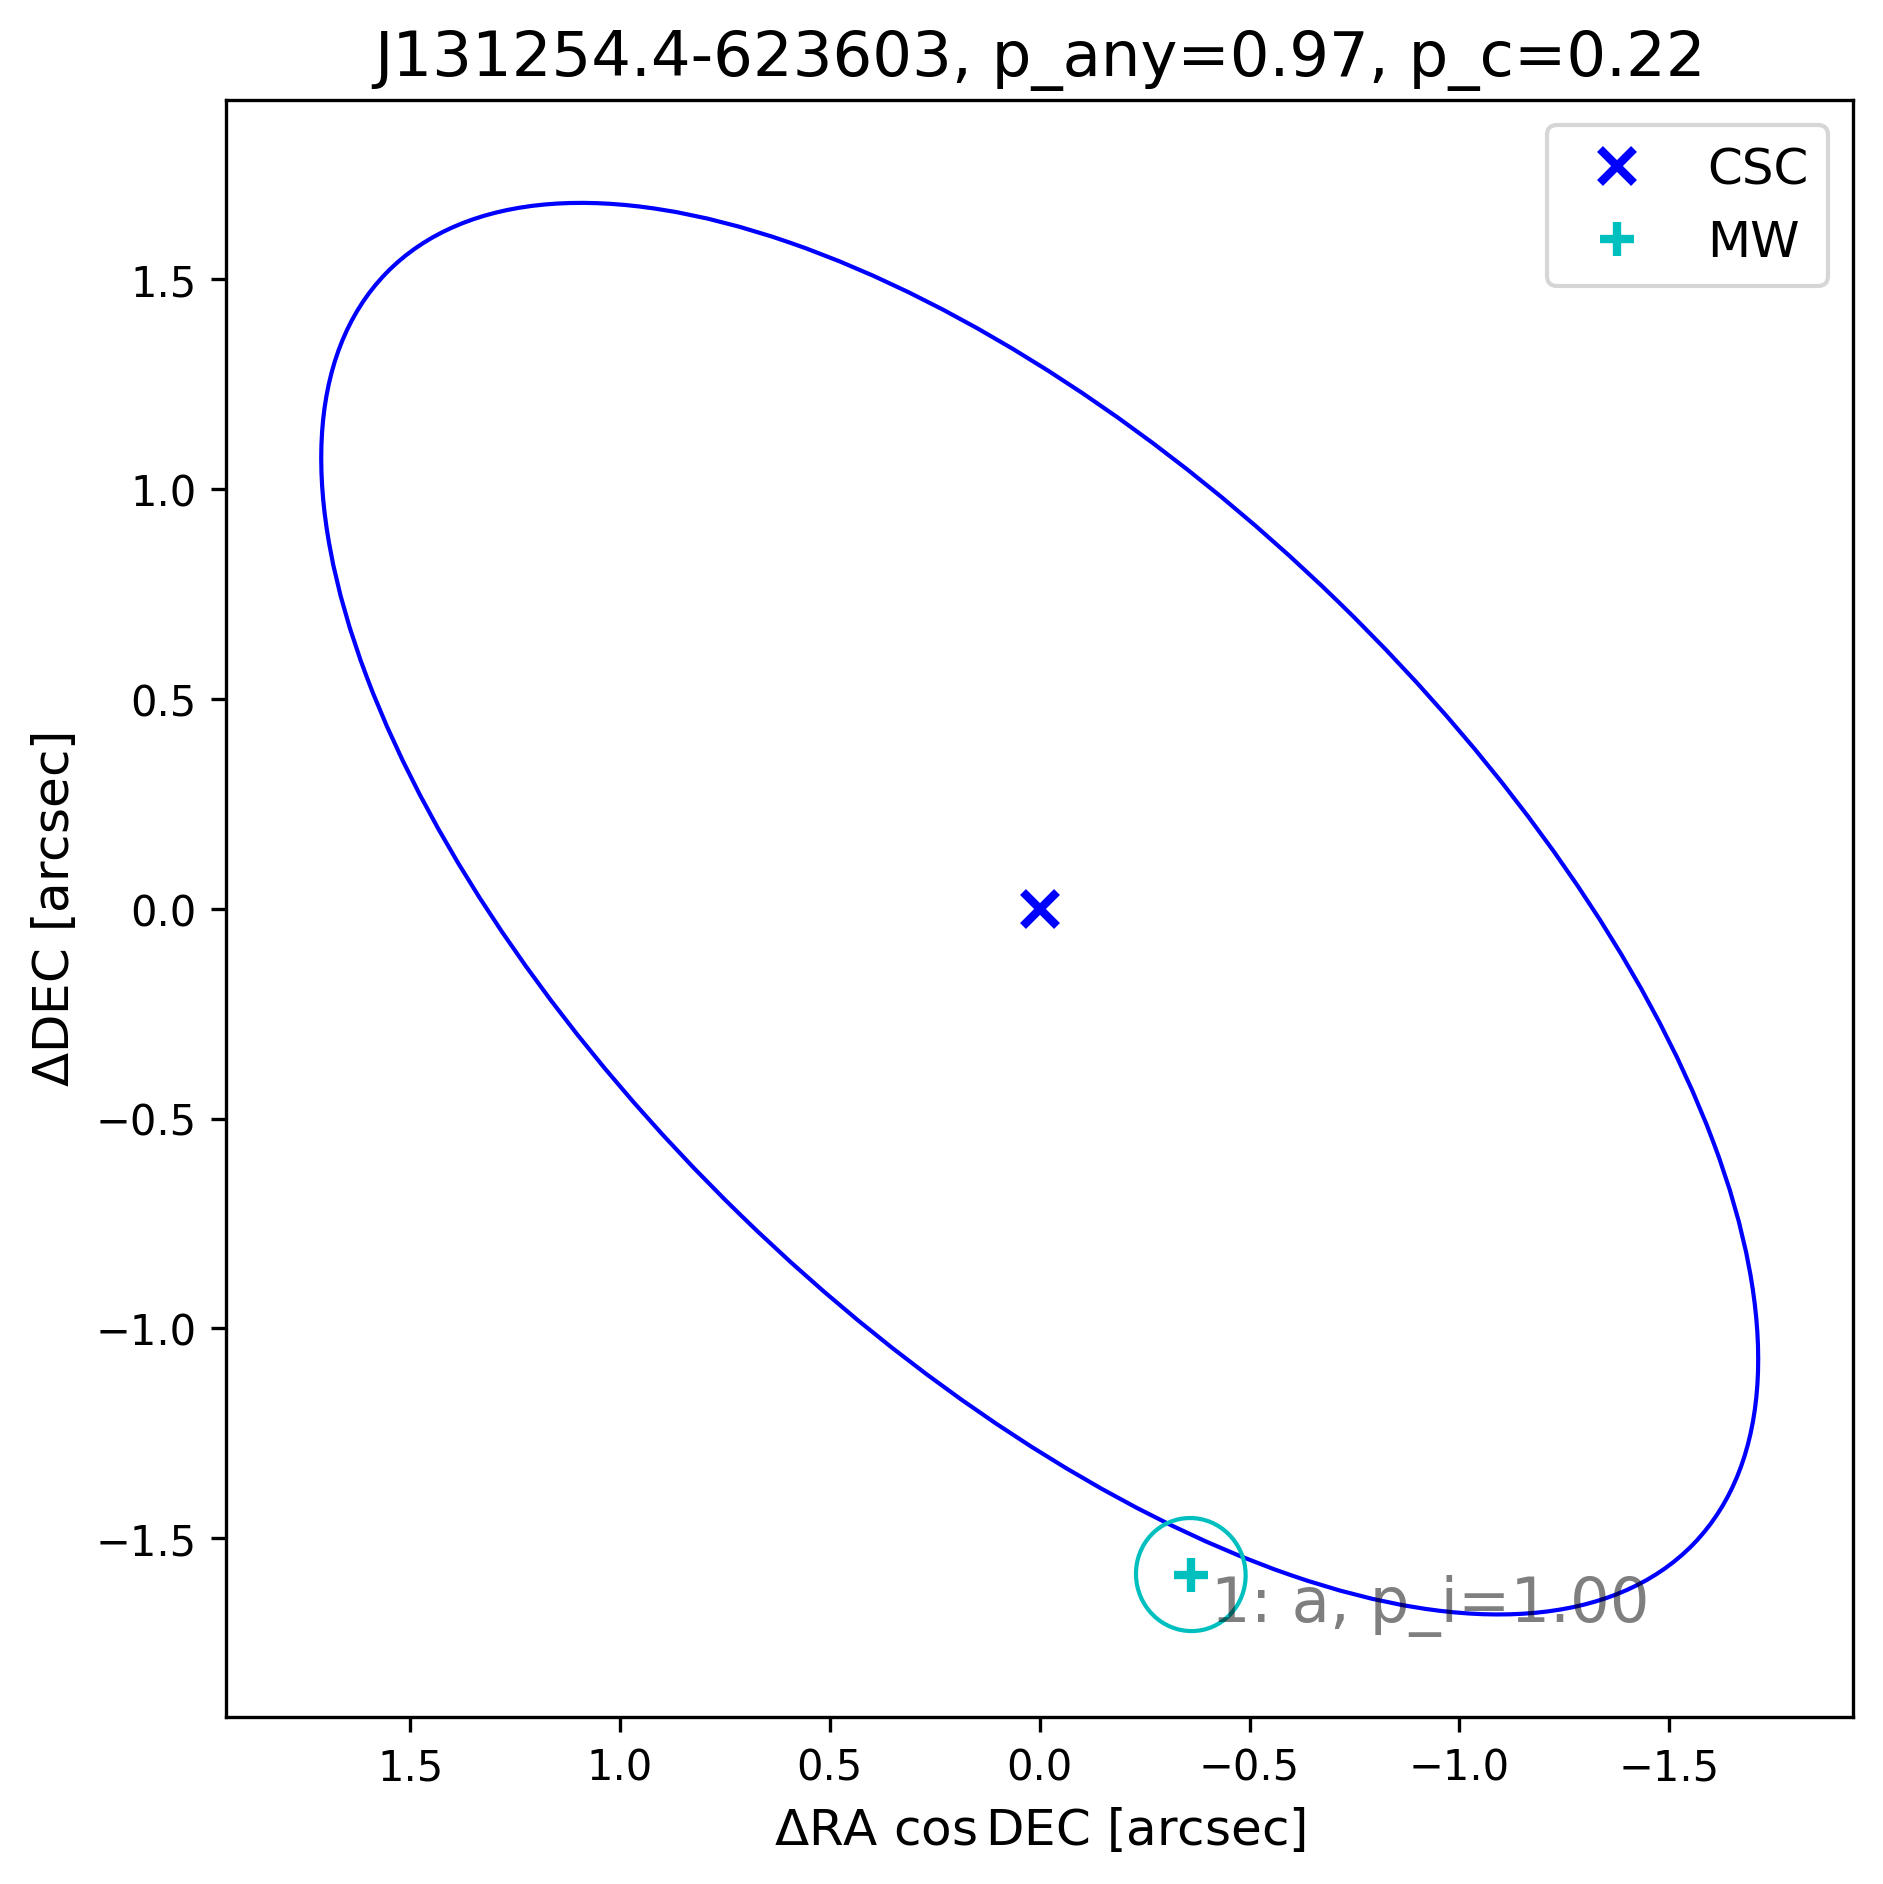 J131254.4-623603, p_any=0.97, p_c=0.22
CSC
MW
1.5
1.0
0.5
0.0
−0.5
−1.0
−1.5
ΔDEC [arcsec]
1: a, p_i=1.00
1.5 1.0 0.5 0.0 −0.5 −1.0 −1.5
ΔRA cos DEC [arcsec]